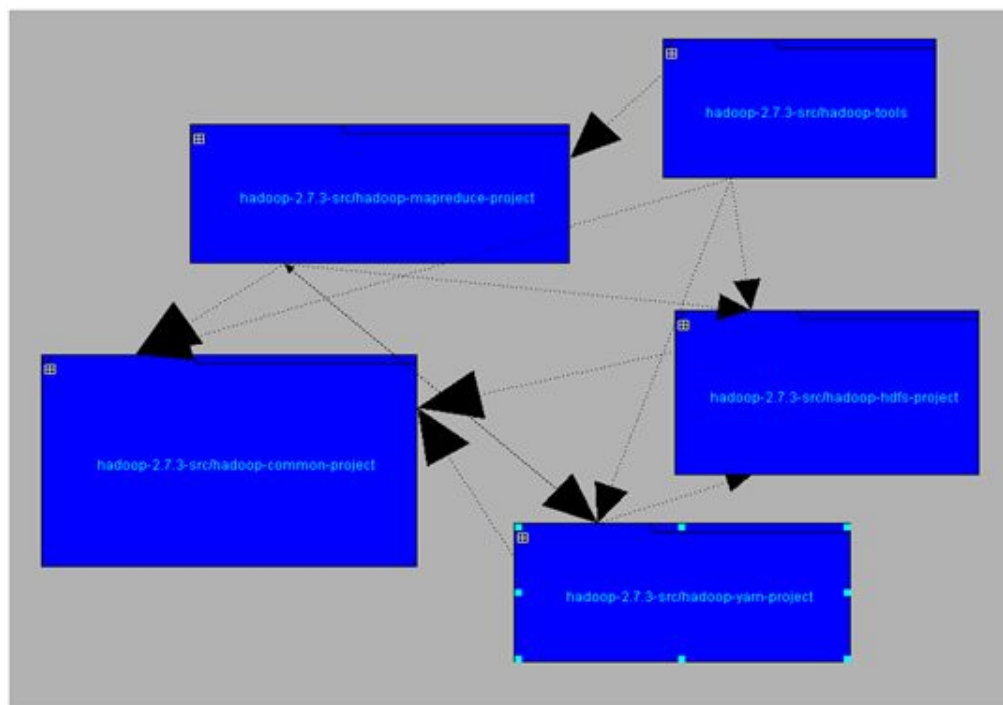 hadoop-2.7.3-src/hadoop-tools
hadoop-2.7.3-src/hadoop-mapreduce-project
hadoop-2.7.3-src/hadoop-hdfs-project
hadoop-2.7.3-src/hadoop-common-project
hadoop-2.7.3-src/hadoop-yarn-project